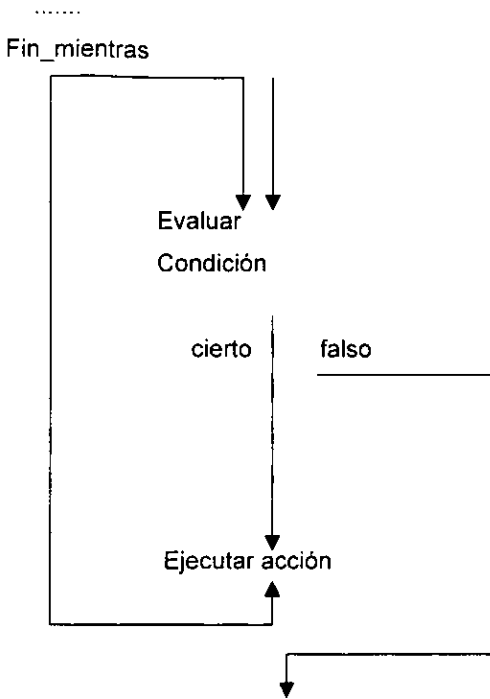 .......
Fin_mientras
Evaluar
Condición
cierto falso
Ejecutar acción